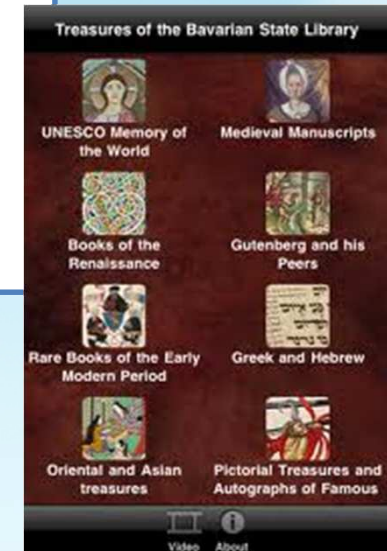 Treasures of the Bavarian State Library
UNESCO Memory of
the World
Medieval Manuscripts
Books of the
Renaissance
Gutenberg and his
Peers
Rare Books of the Early
Modern Period
Greek and Hebrew
Oriental and Asian
treasures
Pictorial Treasures and
Autographs of Famous
Video
About